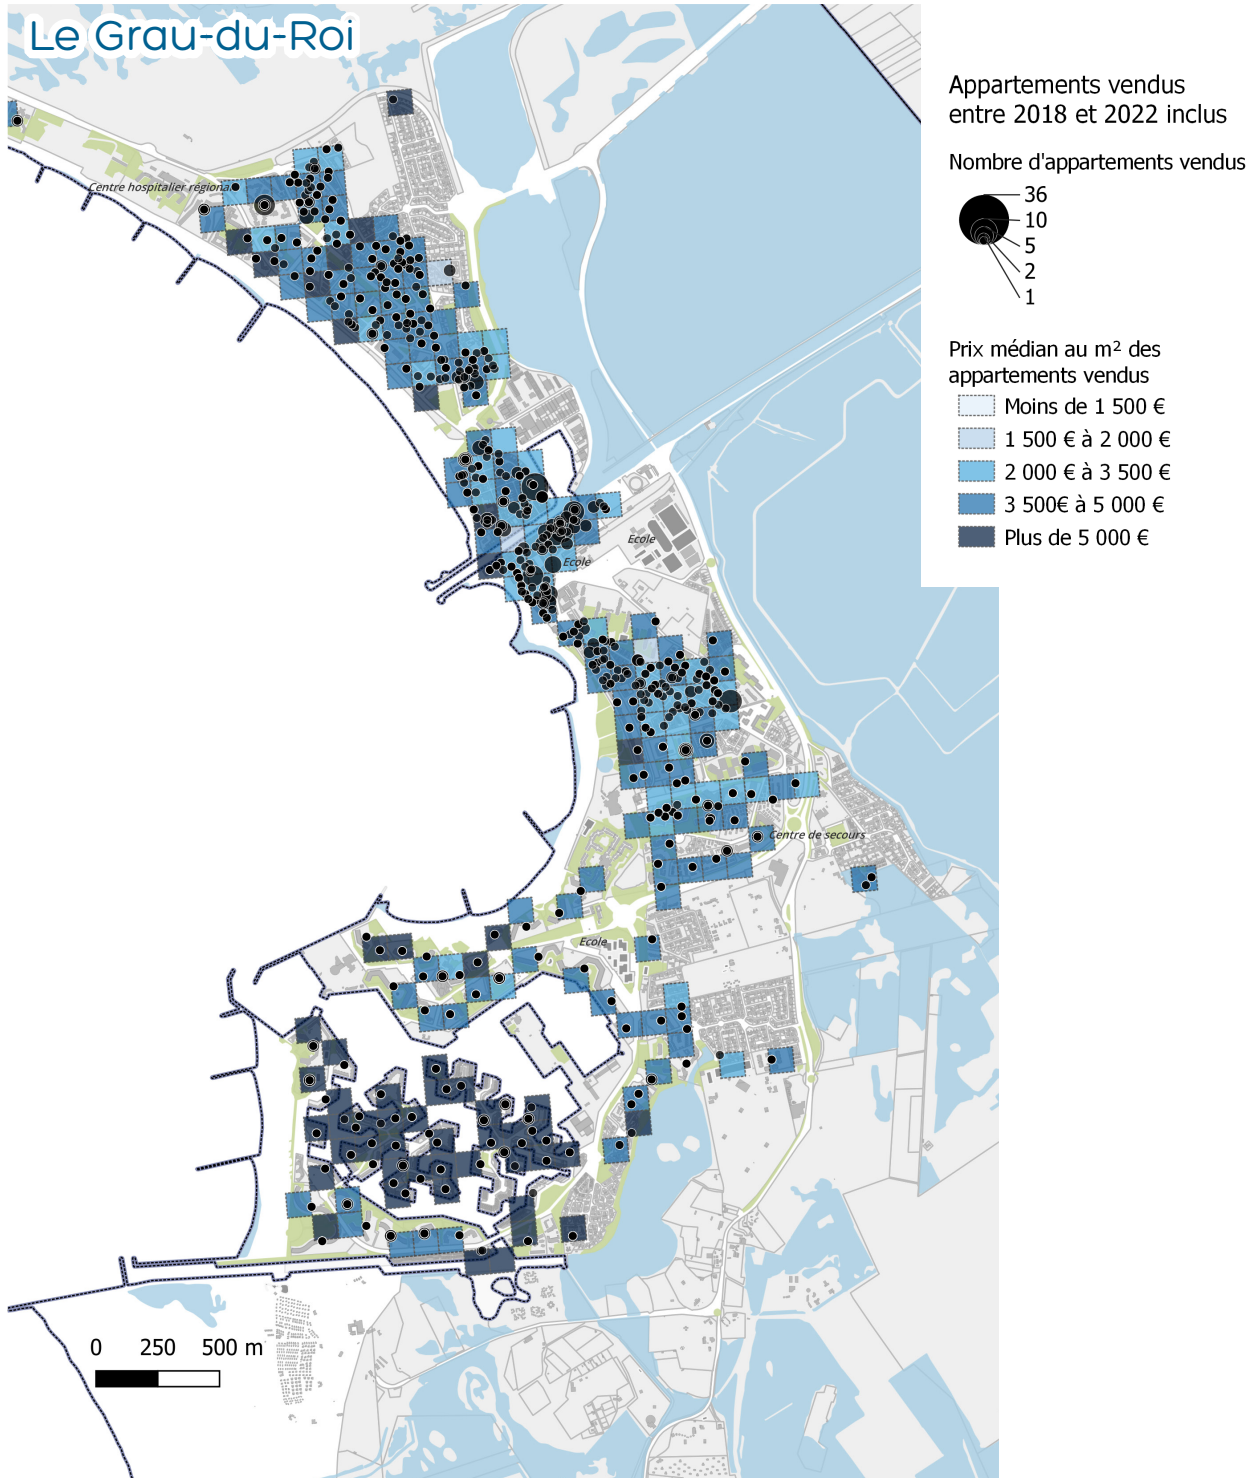 Le Grau-du-Roi
Appartements vendus
entre 2018 et 2022 inclus
Nombre d'appartements vendus
36
10
5
2
1
Prix médian au m² des
appartements vendus
Moins de 1 500 €
1 500 € à 2 000 €
2 000 € à 3 500 €
3 500€ à 5 000 €
Plus de 5 000 €
Centre hospitalier régional
Ecole
Ecole
Centre de secours
Ecole
0 250 500 m